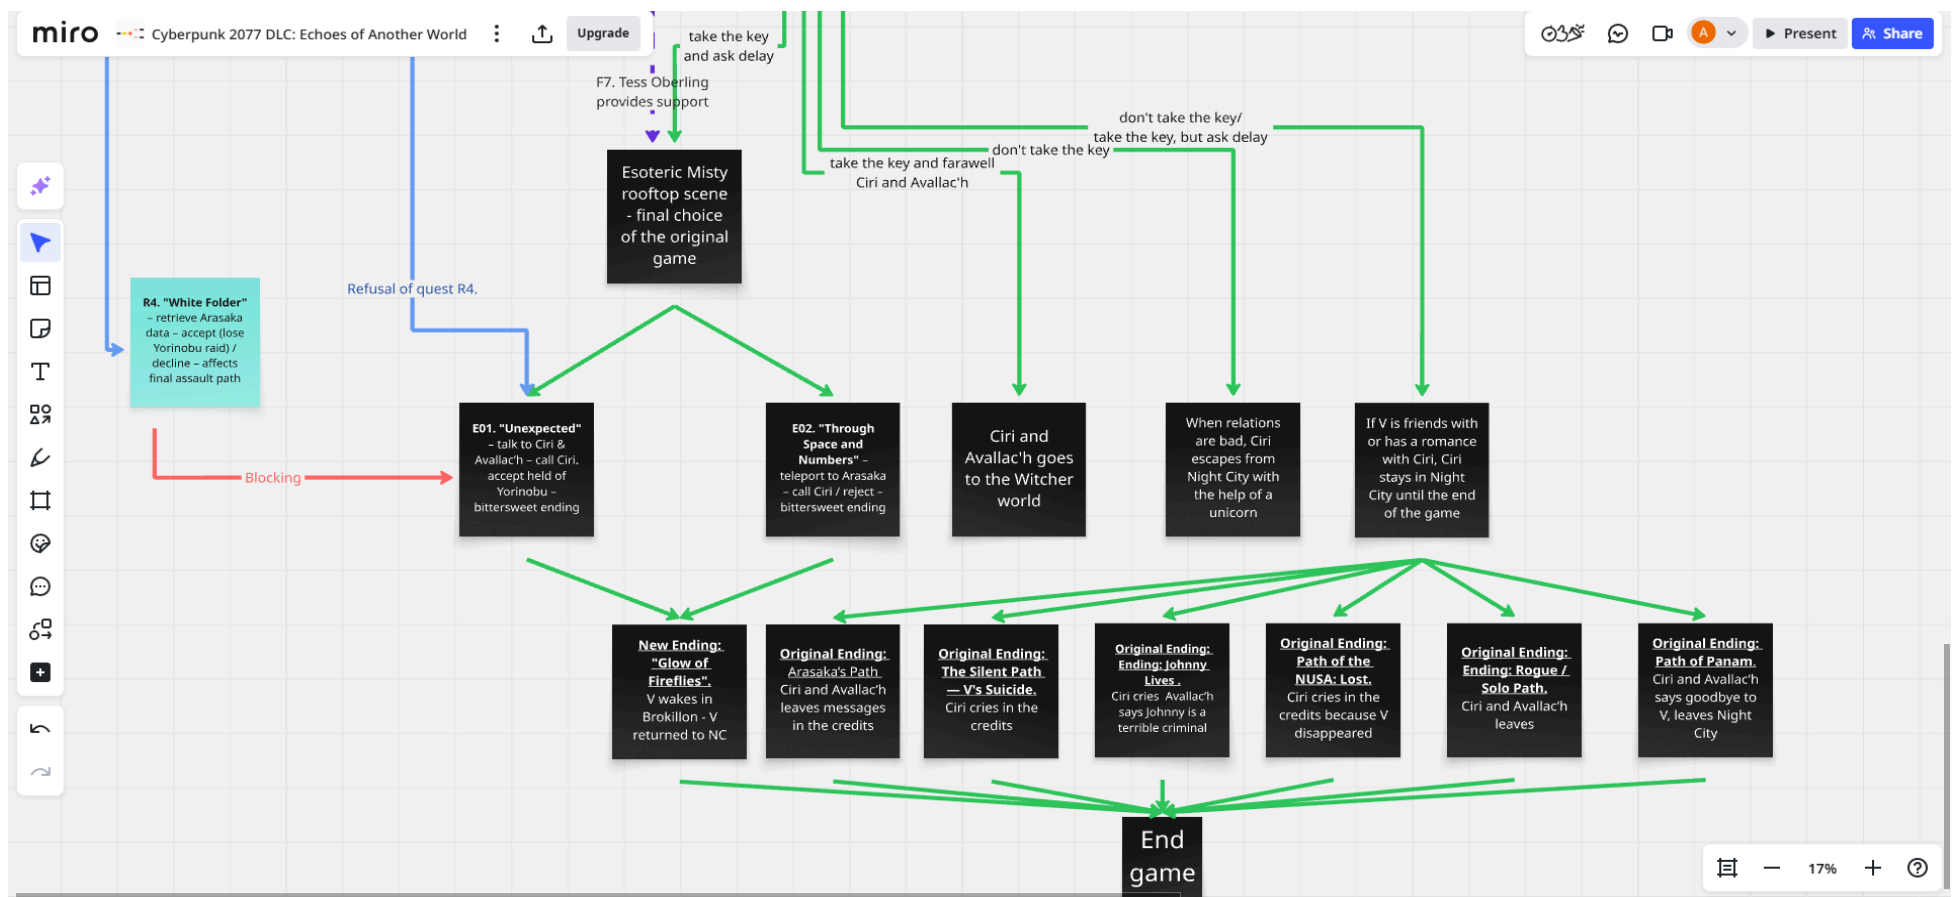 miro
Cyberpunk 2077 DLC: Echoes of Another World
Upgrade
A
Present
Share
take the key
and ask delay
F7. Tess Oberling
provides support
don't take the key/
take the key, but ask delay
don't take the key
take the key and farawell
Ciri and Avallac'h
Esoteric Misty
rooftop scene
- final choice
of the original
game
Refusal of quest R4.
R4. "White Folder"
– retrieve Arasaka
data – accept (lose
Yorinobu raid) /
decline – affects
final assault path
Blocking
E01. "Unexpected"
– talk to Ciri &
Avallac'h – call Ciri.
accept held of
Yorinobu –
bittersweet ending
E02. "Through
Space and
Numbers" –
teleport to Arasaka
– call Ciri / reject –
bittersweet ending
Ciri and
Avallac'h goes
to the Witcher
world
When relations
are bad, Ciri
escapes from
Night City with
the help of a
unicorn
If V is friends with
or has a romance
with Ciri, Ciri
stays in Night
City until the end
of the game
New Ending:
"Glow of
Fireflies".
V wakes in
Brokillon - V
returned to NC
Original Ending:
Arasaka's Path
Ciri and Avallac'h
leaves messages
in the credits
Original Ending:
The Silent Path
— V's Suicide.
Ciri cries in the
credits
Original Ending:
Ending: Johnny
Lives .
Ciri cries Avallac'h
says Johnny is a
terrible criminal
Original Ending:
Path of the
NUSA: Lost.
Ciri cries in the
credits because V
disappeared
Original Ending:
Ending: Rogue /
Solo Path.
Ciri and Avallac'h
leaves
Original Ending:
Path of Panam.
Ciri and Avallac'h
says goodbye to
V, leaves Night
City
End
game
17%